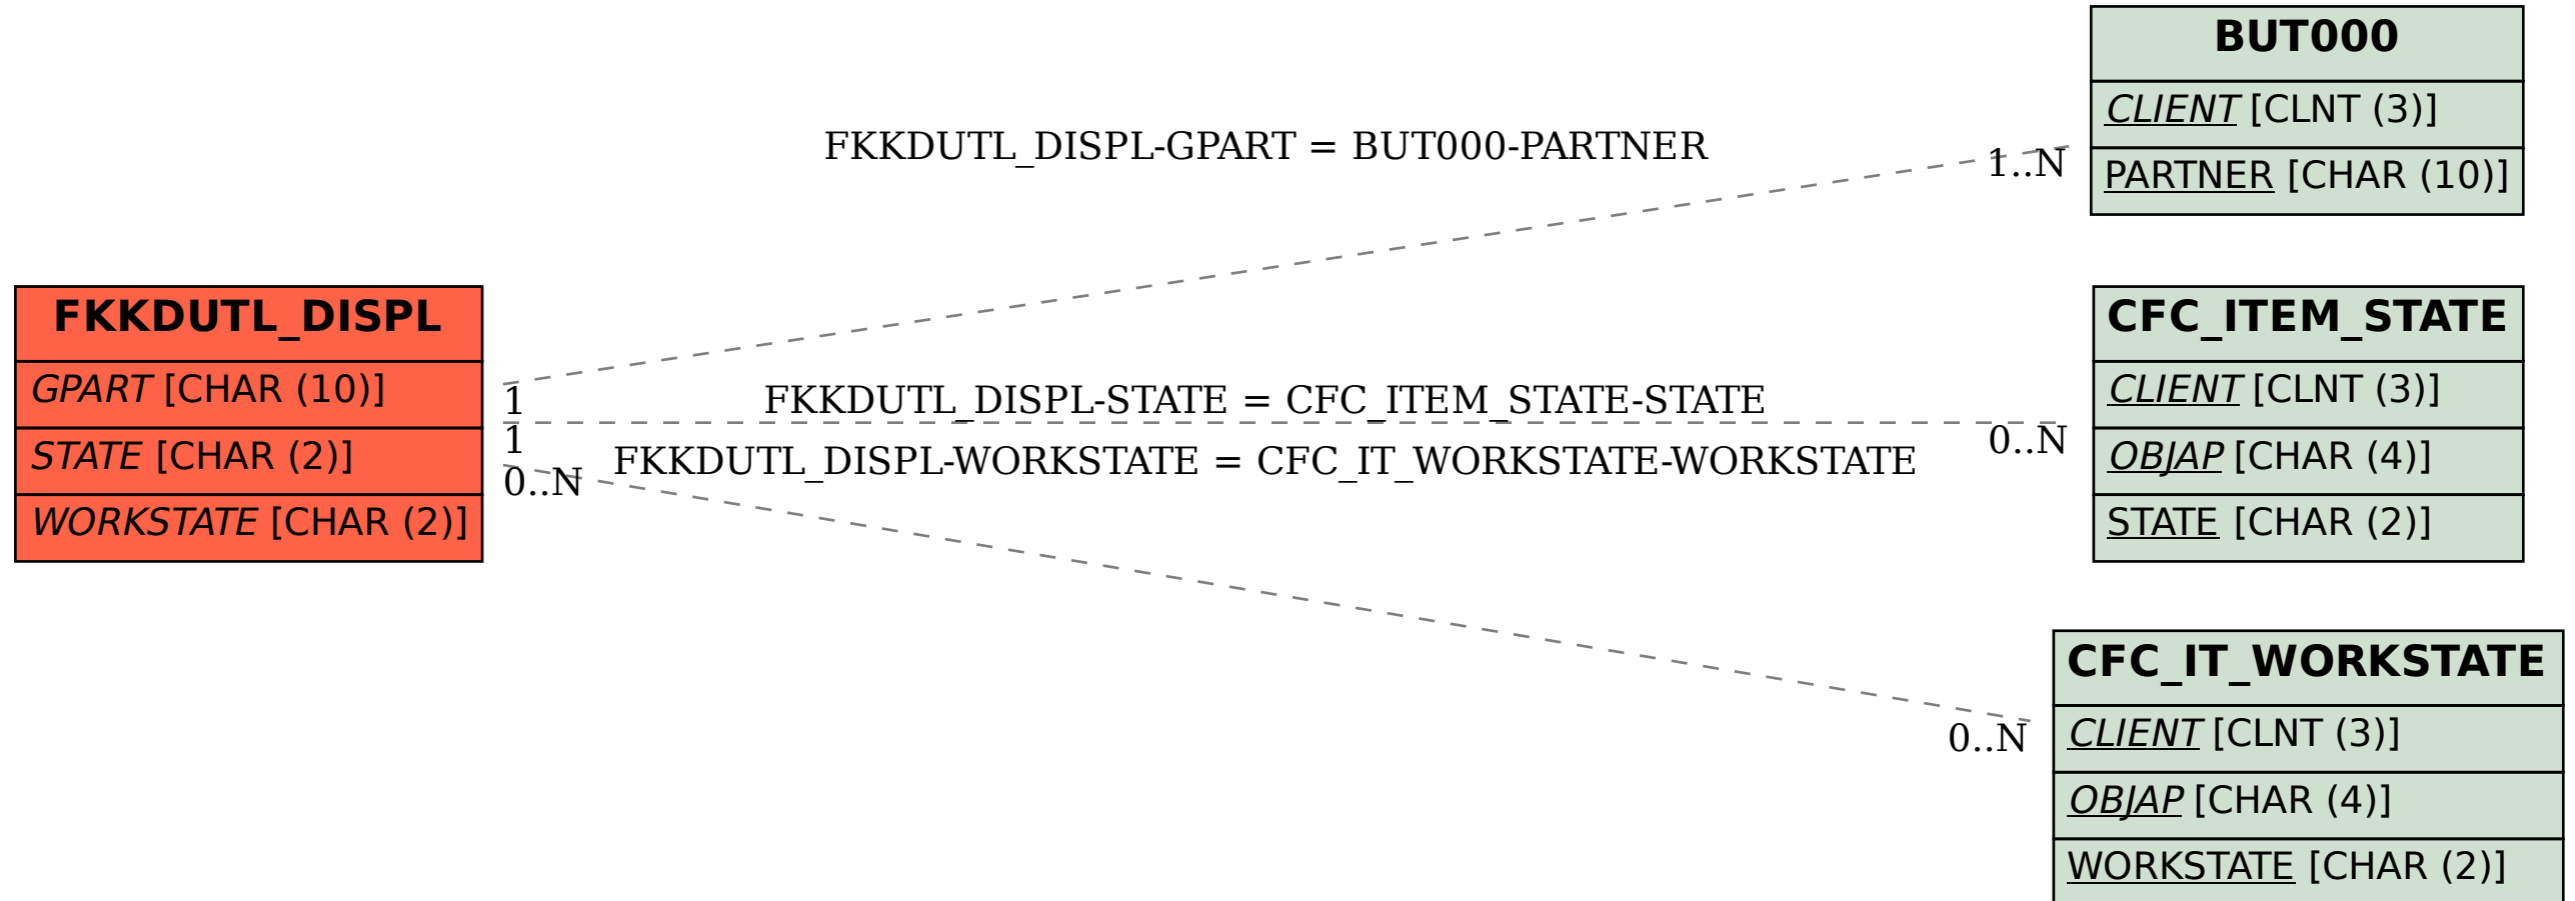 BUT000
CLIENT [CLNT (3)]
PARTNER [CHAR (10)]
FKKDUTL_DISPL-GPART = BUT000-PARTNER
1..N
FKKDUTL_DISPL
GPART [CHAR (10)]
STATE [CHAR (2)]
WORKSTATE [CHAR (2)]
1
FKKDUTL_DISPL-STATE = CFC_ITEM_STATE-STATE
1
0..N
FKKDUTL_DISPL-WORKSTATE = CFC_IT_WORKSTATE-WORKSTATE
0..N
CFC_ITEM_STATE
CLIENT [CLNT (3)]
OBJAP [CHAR (4)]
STATE [CHAR (2)]
0..N
CFC_IT_WORKSTATE
CLIENT [CLNT (3)]
OBJAP [CHAR (4)]
WORKSTATE [CHAR (2)]